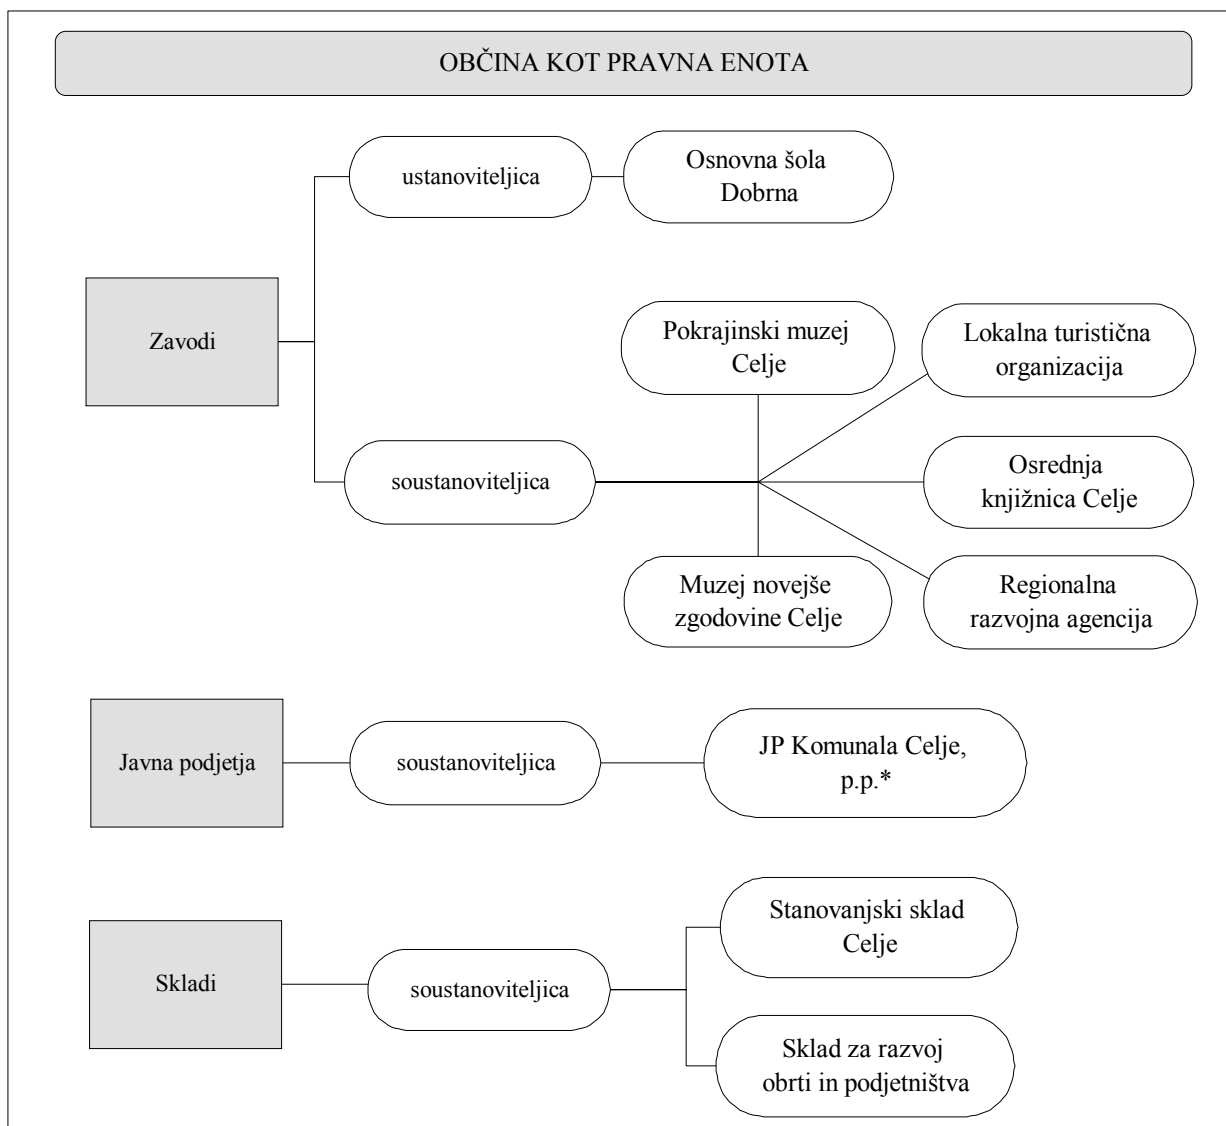 OBČINA KOT PRAVNA ENOTA
ustanoviteljica
Osnovna šola
Dobrna
Zavodi
Pokrajinski muzej
Celje
Lokalna turistična
organizacija
soustanoviteljica
Osrednja
knjižnica Celje
Muzej novejše
zgodovine Celje
Regionalna
razvojna agencija
Javna podjetja
soustanoviteljica
JP Komunala Celje,
p.p.*
Skladi
soustanoviteljica
Stanovanjski sklad
Celje
Sklad za razvoj
obrti in podjetništva